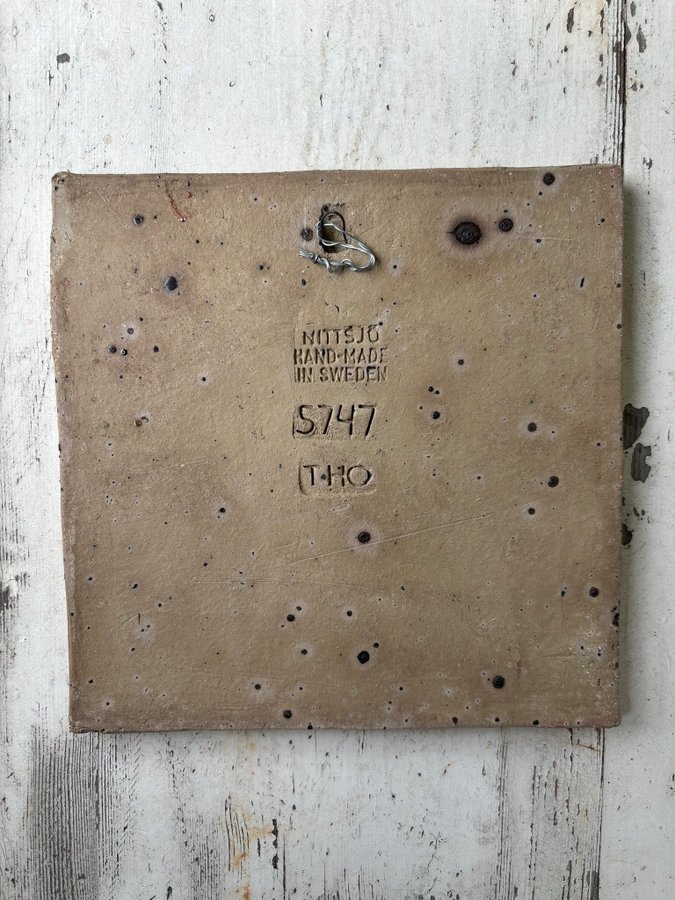 NITTSJÖ
HAND-MADE
IN SWEDEN
5747
T·HO